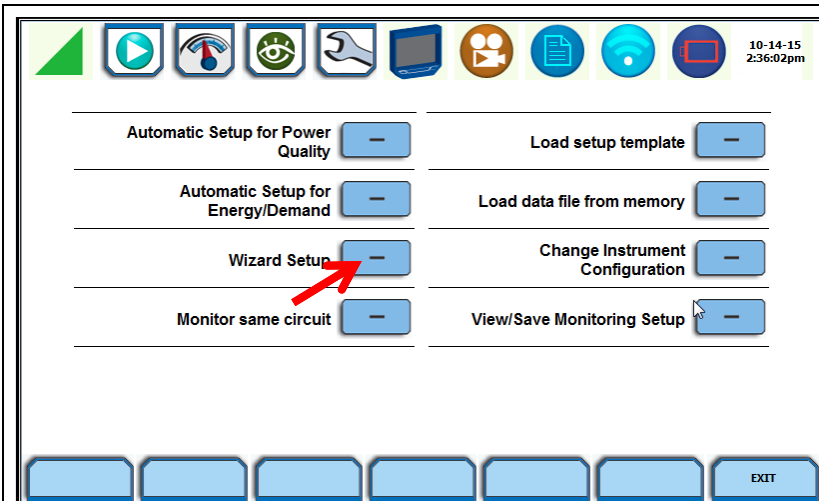 10-14-15
2:36:02pm
Automatic Setup for Power
Quality
Load setup template
Automatic Setup for
Energy/Demand
Load data file from memory
Wizard Setup
Change Instrument
Configuration
Monitor same circuit
View/Save Monitoring Setup
EXIT